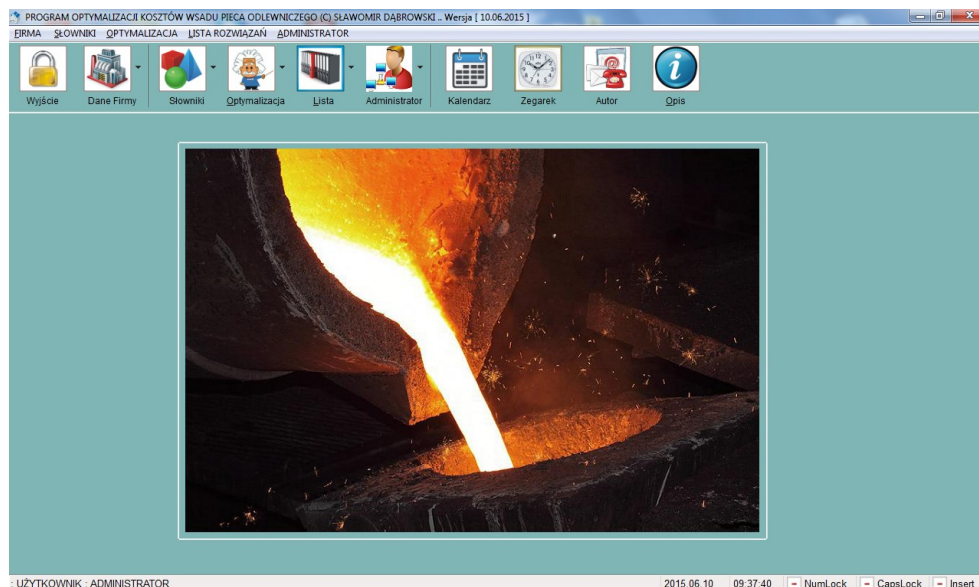 PROGRAM OPTYMALIZACJI KOSZTÓW WSADU PIECA ODLEWNICZEGO (C) SŁAWOMIR DĄBROWSKI .. Wersja [ 10.06.2015 ]
FIRMA SŁOWNIKI OPTYMALIZACJA LISTA ROZWIĄZAŃ ADMINISTRATOR
Wyjście Dane Firmy Słowniki Optymalizacja Lista Administrator Kalendarz Zegarek Autor Opis
: UŻYTKOWNIK : ADMINISTRATOR 2015.06.10 09:37:40 NumLock CapsLock Insert